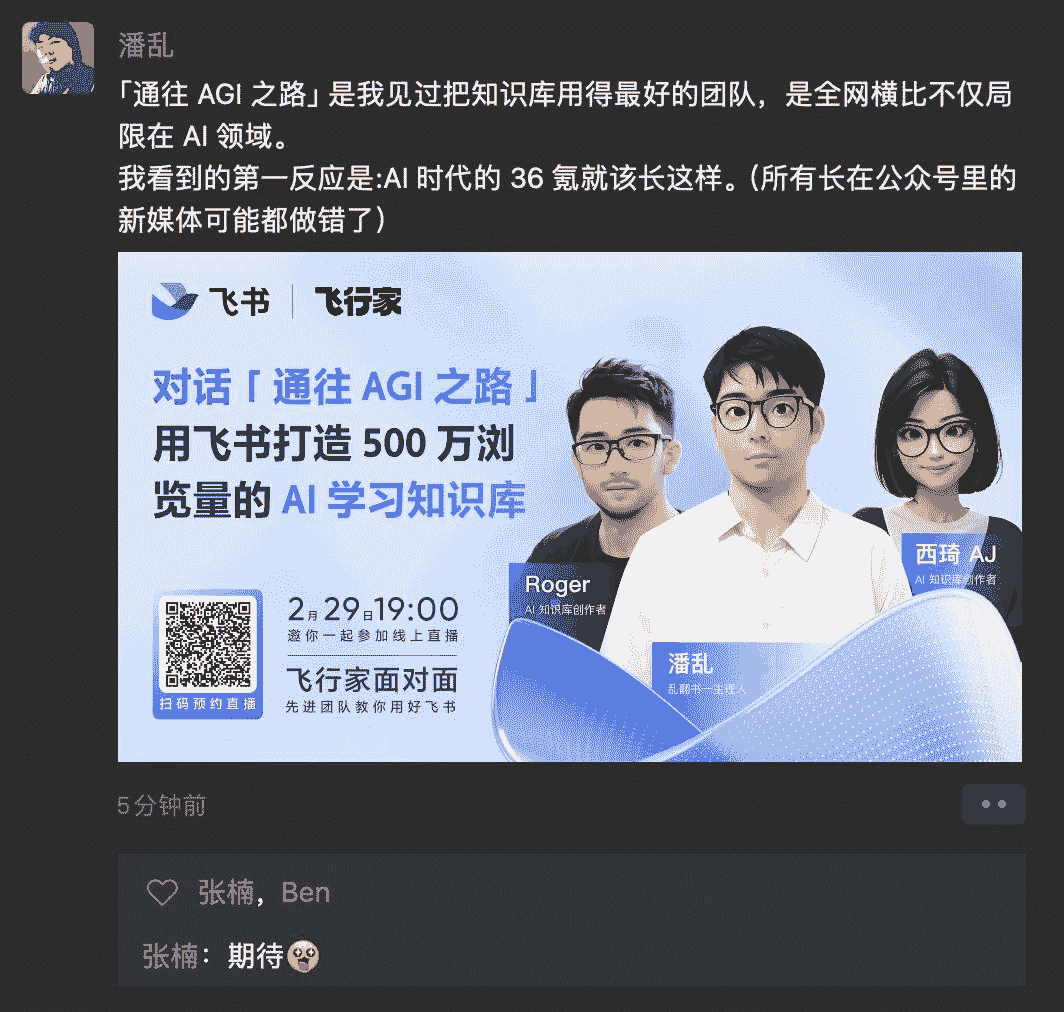 潘乱
「通往 AGI 之路」是我见过把知识库用得最好的团队，是全网横比不仅局
限在 AI 领域。
我看到的第一反应是:AI 时代的 36 氪就该长这样。（所有长在公众号里的
新媒体可能都做错了）
飞书 | 飞行家
对话「通往 AGI 之路」
用飞书打造 500 万浏
览量的 AI 学习知识库
Roger
AI 知识库创作者
潘乱
乱翻书一主理人
西琦 AJ
AI 知识库创作者
2月29日19:00
邀你一起参加线上直播
飞行家面对面
先进团队教你用好飞书
扫码预约直播
5分钟前
张楠，Ben
张楠：期待